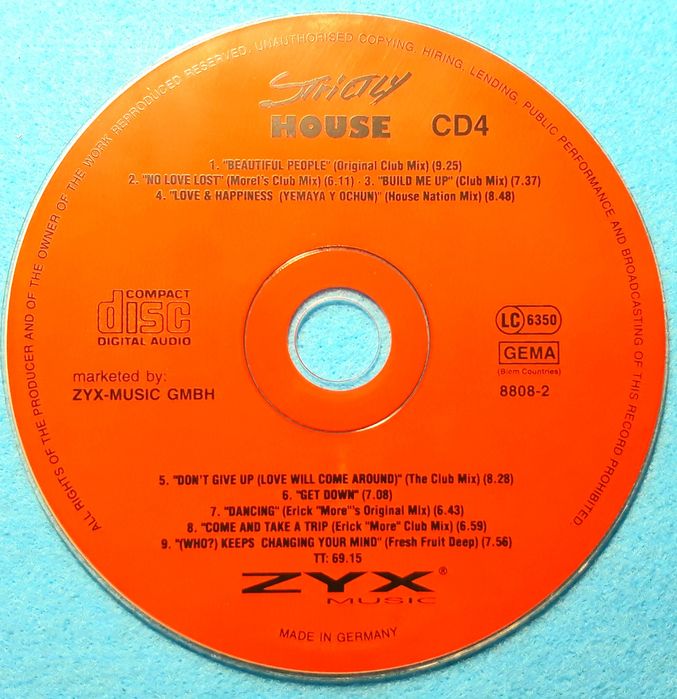 ALL RIGHTS OF THE PRODUCER AND OF THE OWNER OF THE WORK REPRODUCED RESERVED. UNAUTHORISED COPYING, HIRING, LENDING, PUBLIC PERFORMANCE AND BROADCASTING OF THIS RECORD PROHIBITED
STRICTLY
HOUSE CD4
1. "BEAUTIFUL PEOPLE" (Original Club Mix) (9.25)
2. "NO LOVE LOST" (Morel's Club Mix) (6.11) · 3. "BUILD ME UP" (Club Mix) (7.37)
4. "LOVE & HAPPINESS (YEMAYA Y OCHUN)" (House Nation Mix) (8.48)
COMPACT
disc
DIGITAL AUDIO
marketed by:
ZYX-MUSIC GMBH
LC 6350
GEMA
(Biem Countries)
8808-2
5. "DON'T GIVE UP (LOVE WILL COME AROUND)" (The Club Mix) (8.28)
6. "GET DOWN" (7.08)
7. "DANCING" (Erick "More"'s Original Mix) (6.43)
8. "COME AND TAKE A TRIP (Erick "More" Club Mix) (6.59)
9. "(WHO?) KEEPS CHANGING YOUR MIND" (Fresh Fruit Deep) (7.56)
TT: 69.15
ZYX®
MUSIC
MADE IN GERMANY